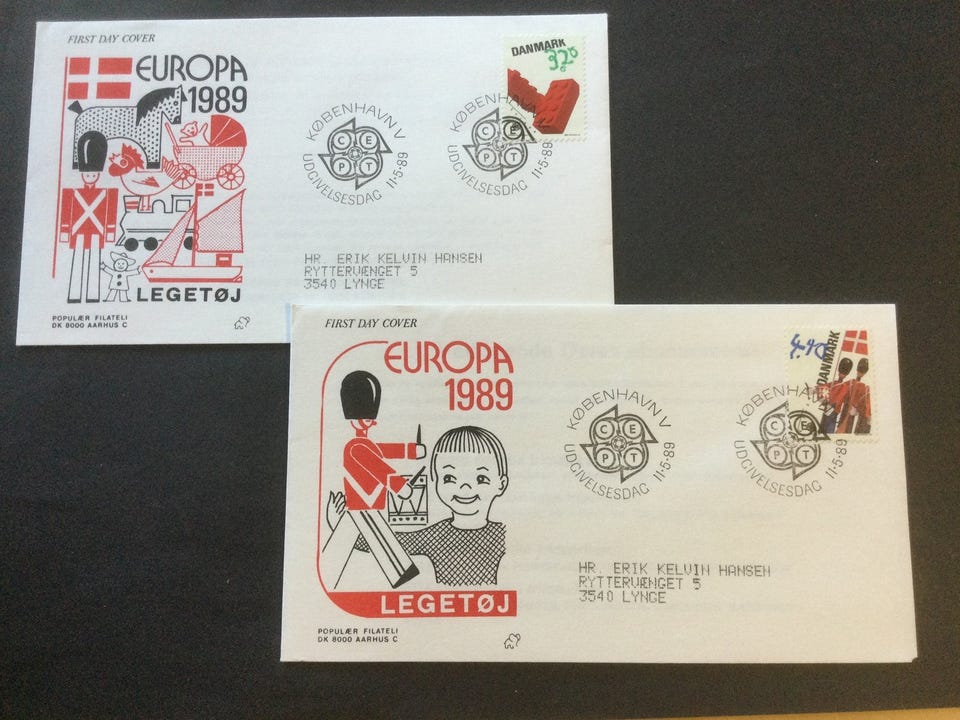 FIRST DAY COVER
EUROPA
1989
LEGETØJ
POPULÆR FILATELI
DK 8000 AARHUS C
DANMARK
3.20
KØBENHAVN V
C E
P T
UDGIVELSESDAG 11·5·89
KØBENHAVN V
C E
P T
UDGIVELSESDAG 11·5·89
HR. ERIK KELVIN HANSEN
RYTTERVÆNGET 5
3540 LYNGE
FIRST DAY COVER
EUROPA
1989
LEGETØJ
POPULÆR FILATELI
DK 8000 AARHUS C
DANMARK
KØBENHAVN V
C E
P T
UDGIVELSESDAG 11·5·89
KØBENHAVN V
C E
P T
UDGIVELSESDAG 11·5·89
HR. ERIK KELVIN HANSEN
RYTTERVÆNGET 5
3540 LYNGE